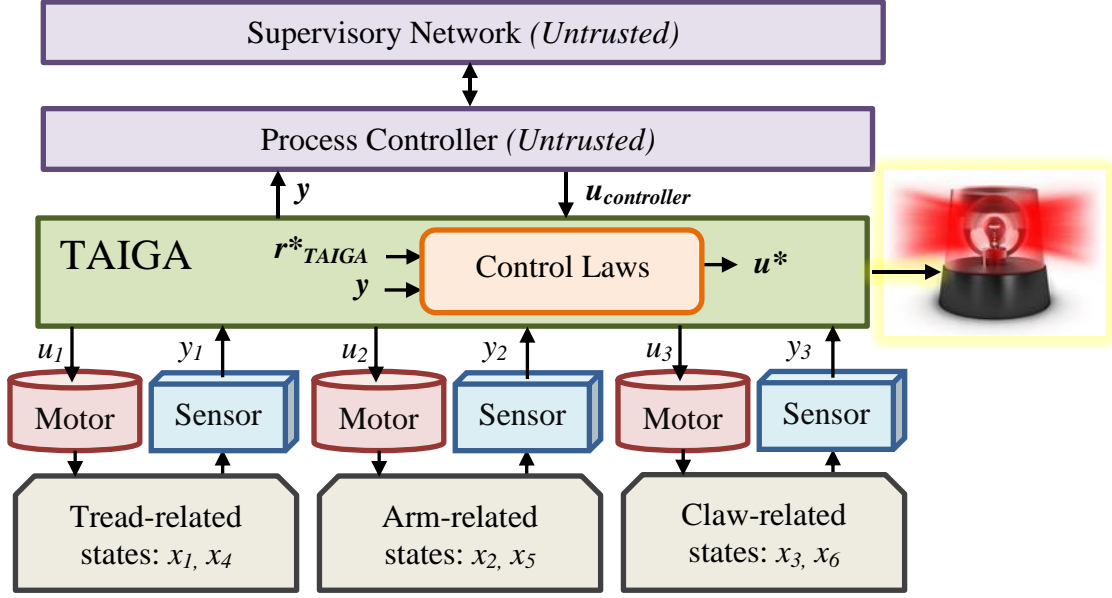 Supervisory Network (Untrusted)
Process Controller (Untrusted)
y
u_controller
TAIGA
r*_TAIGA
y
Control Laws
u*
u_1
y_1
u_2
y_2
u_3
y_3
Motor
Sensor
Motor
Sensor
Motor
Sensor
Tread-related
states: x_1, x_4
Arm-related
states: x_2, x_5
Claw-related
states: x_3, x_6